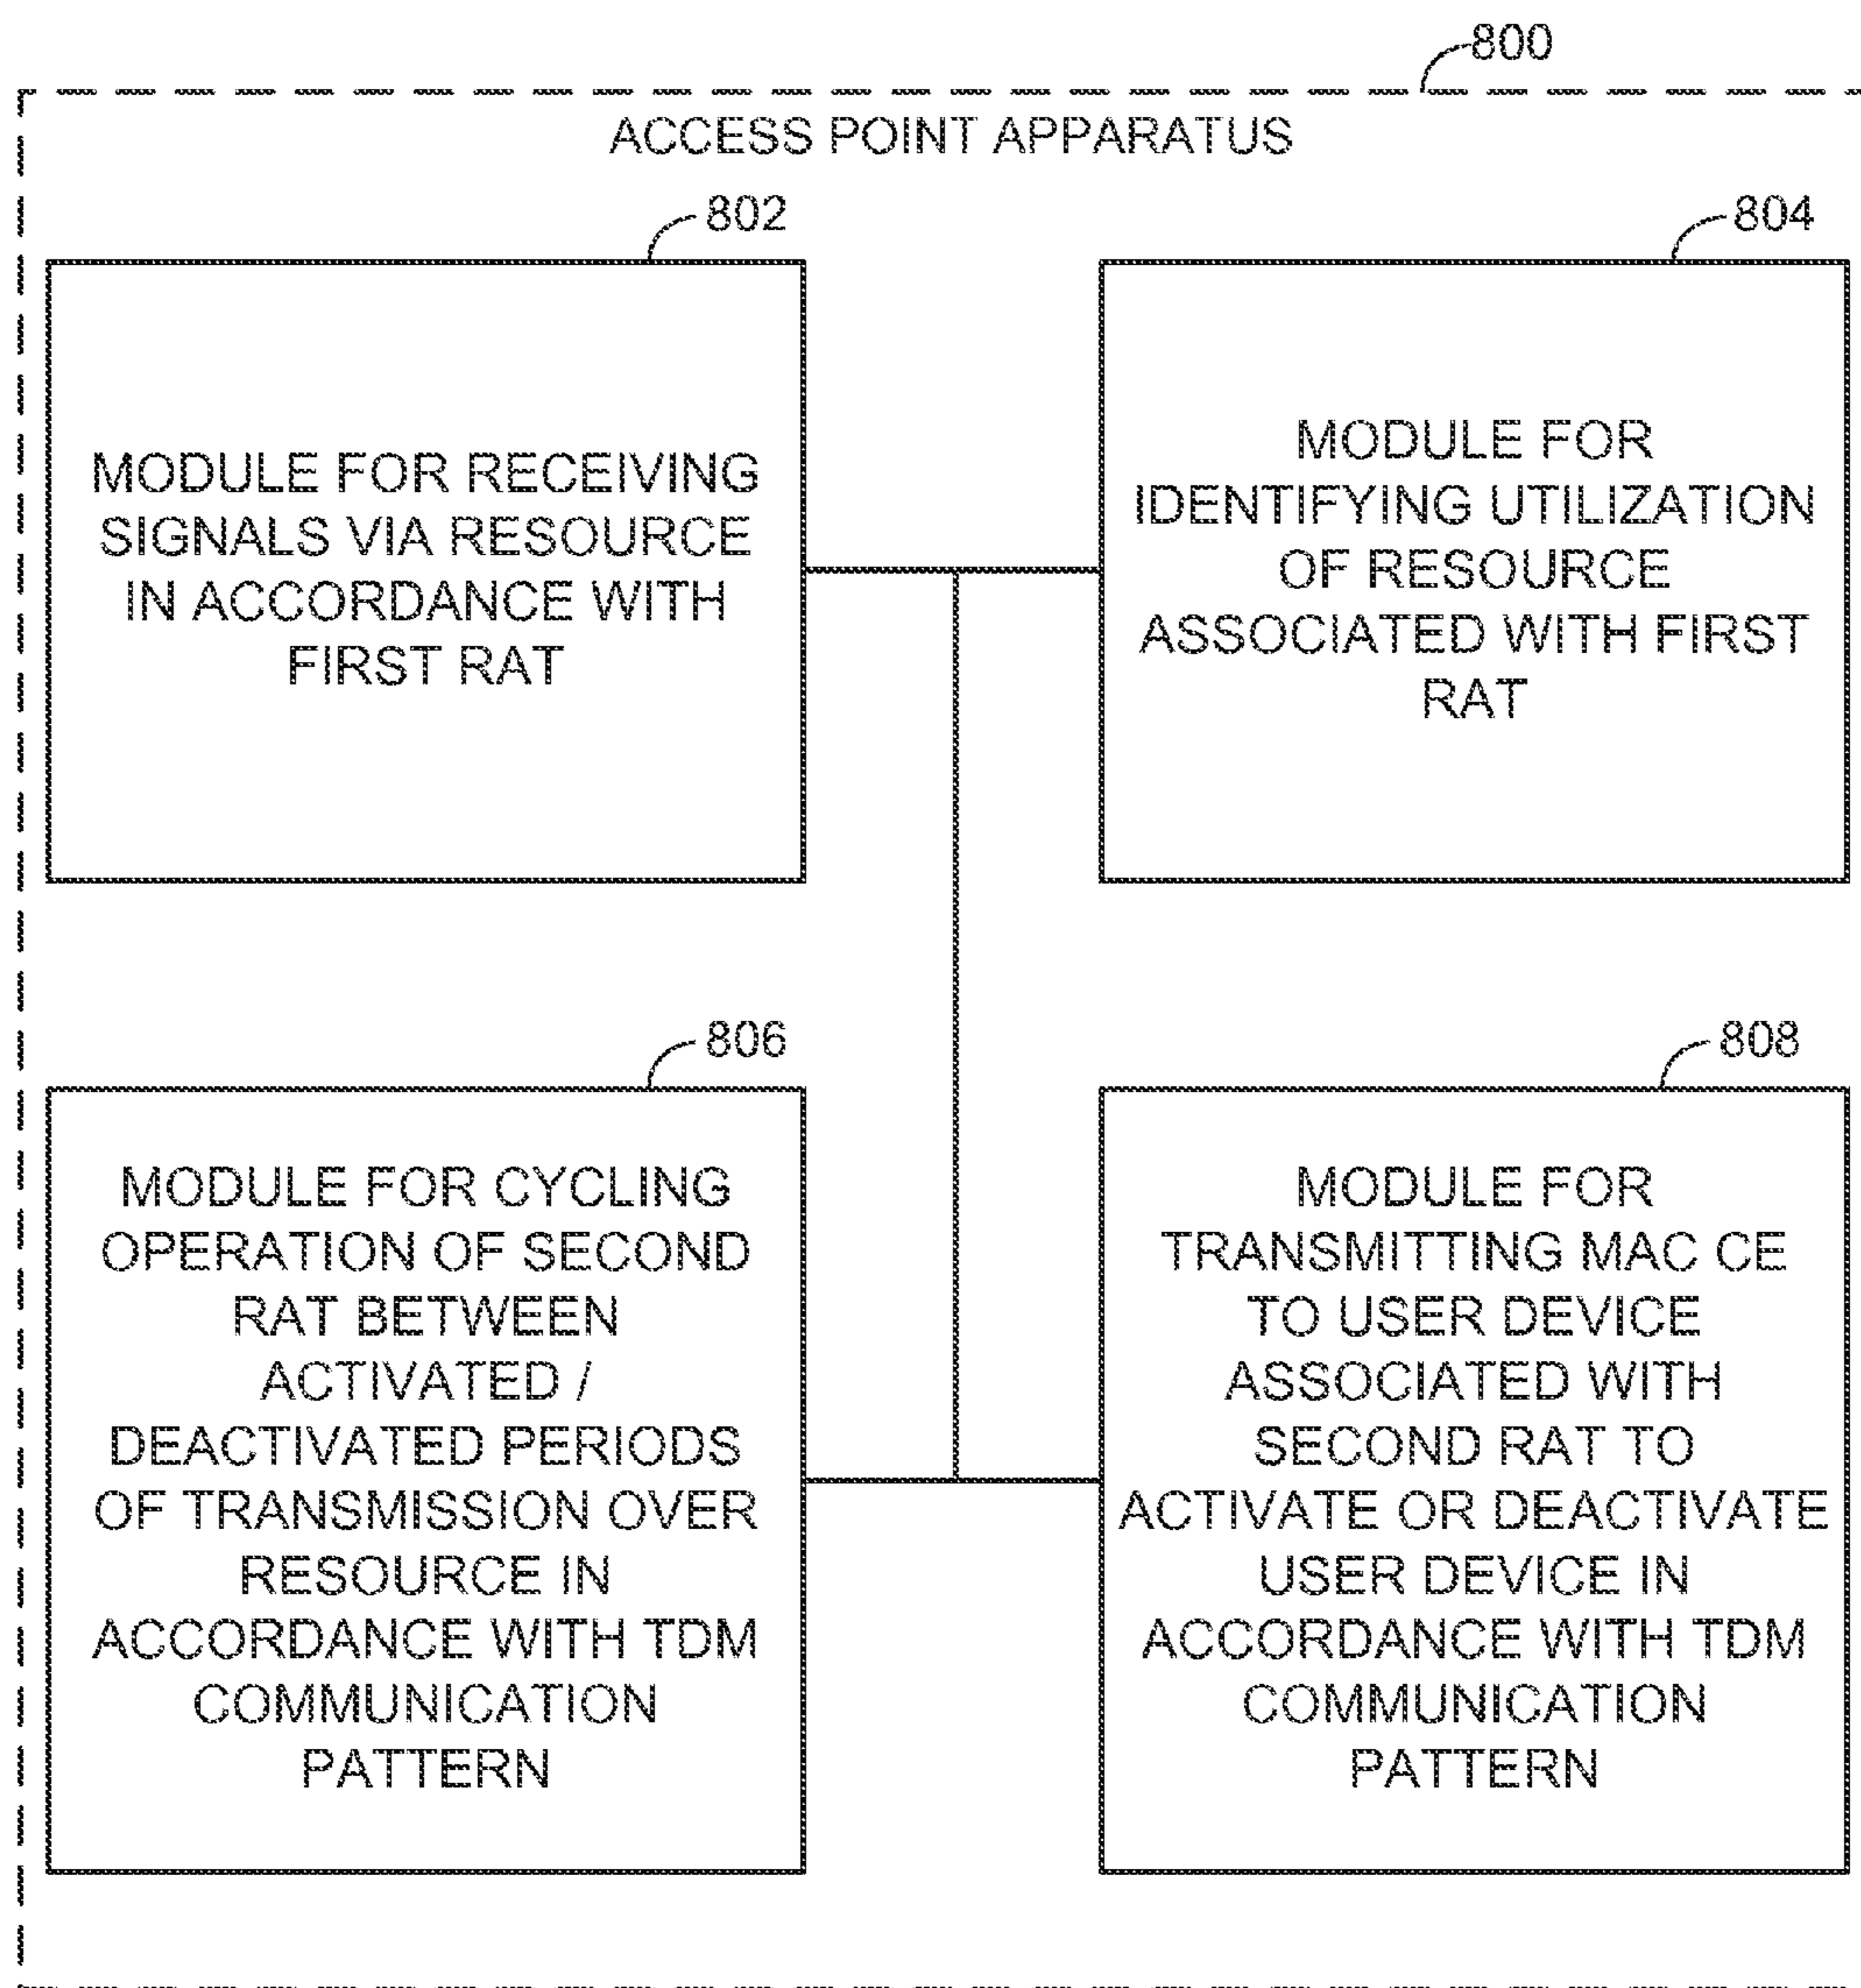 800
ACCESS POINT APPARATUS
802
MODULE FOR RECEIVING
SIGNALS VIA RESOURCE
IN ACCORDANCE WITH
FIRST RAT
804
MODULE FOR
IDENTIFYING UTILIZATION
OF RESOURCE
ASSOCIATED WITH FIRST
RAT
806
MODULE FOR CYCLING
OPERATION OF SECOND
RAT BETWEEN
ACTIVATED /
DEACTIVATED PERIODS
OF TRANSMISSION OVER
RESOURCE IN
ACCORDANCE WITH TDM
COMMUNICATION
PATTERN
808
MODULE FOR
TRANSMITTING MAC CE
TO USER DEVICE
ASSOCIATED WITH
SECOND RAT TO
ACTIVATE OR DEACTIVATE
USER DEVICE IN
ACCORDANCE WITH TDM
COMMUNICATION
PATTERN